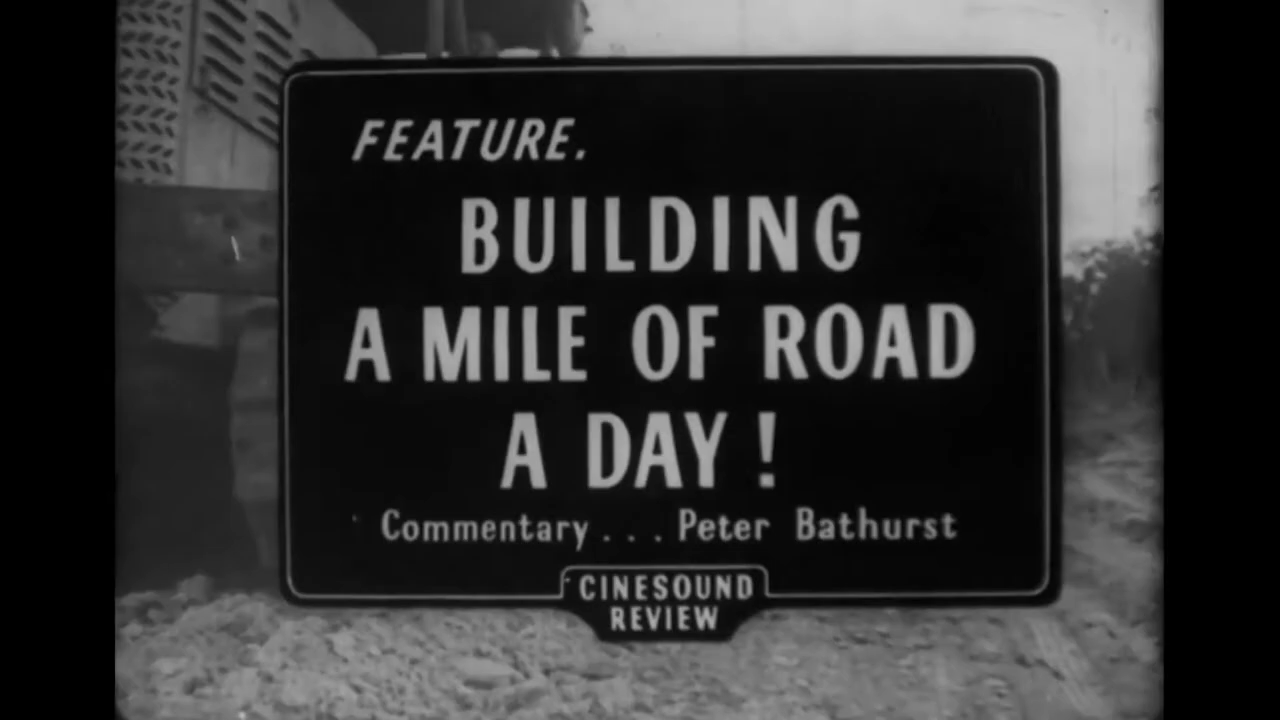 FEATURE.
BUILDING
A MILE OF ROAD
A DAY!
Commentary... Peter Bathurst
CINESOUND
REVIEW